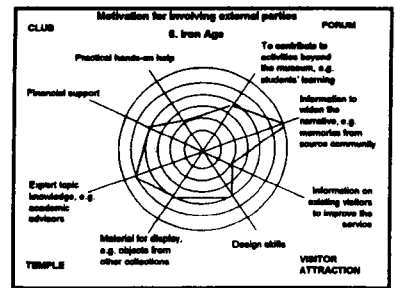 Motivation for involving external parties
6. Iron Age
CLUB
FORUM
Practical hands-on help
To contribute to
activities beyond
the museum, e.g.
students' learning
Financial support
Information to
widen the
narrative, e.g.
memories from
source community
Expert topic
knowledge, e.g.
academic
advisors
Information on
existing visitors
to improve the
service
Material for display,
e.g. objects from
other collections
Design skills
TEMPLE
VISITOR
ATTRACTION